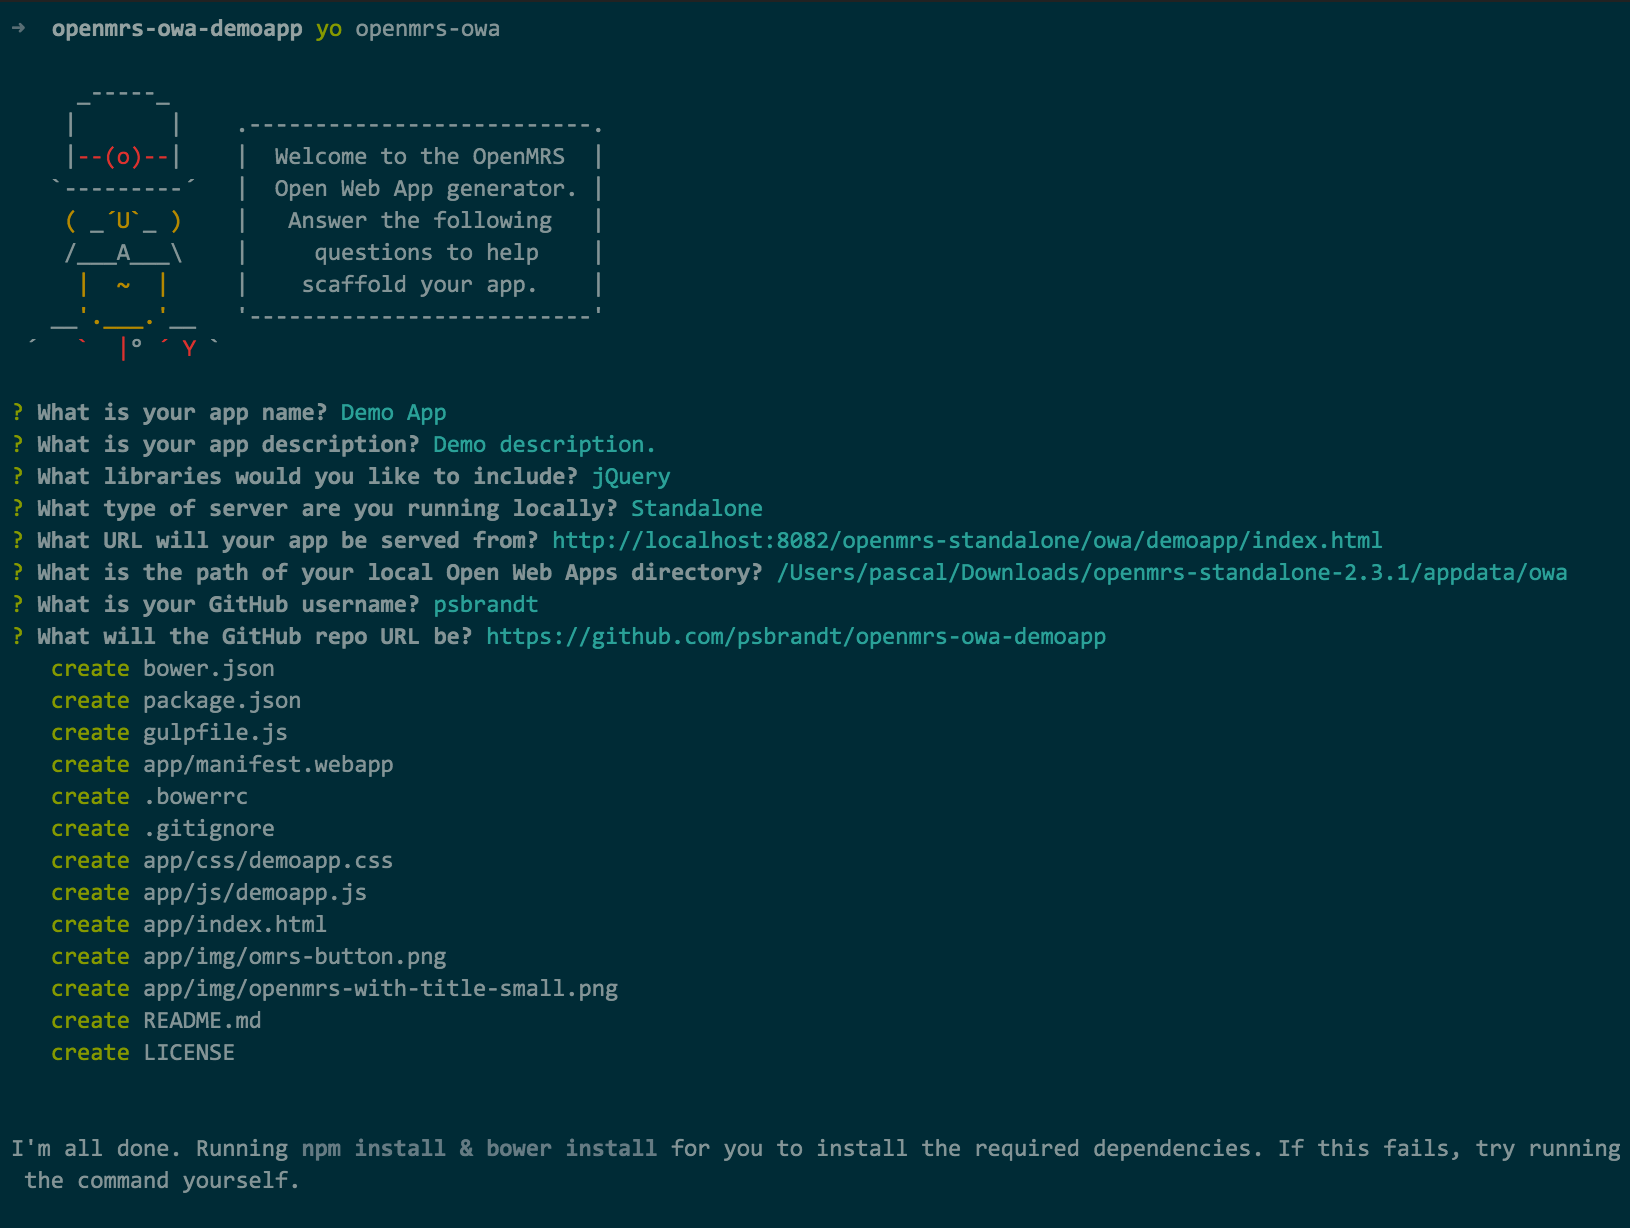 →  openmrs-owa-demoapp yo openmrs-owa

     _-----_
    |       |    .--------------------------.
    |--(o)--|    |  Welcome to the OpenMRS  |
   `---------´   |  Open Web App generator. |
    ( _´U`_ )    |   Answer the following   |
    /___A___\    |     questions to help    |
     |  ~  |     |    scaffold your app.    |
   __'.___.'__   '--------------------------'
 ´   `  |° ´ Y `

? What is your app name? Demo App
? What is your app description? Demo description.
? What libraries would you like to include? jQuery
? What type of server are you running locally? Standalone
? What URL will your app be served from? http://localhost:8082/openmrs-standalone/owa/demoapp/index.html
? What is the path of your local Open Web Apps directory? /Users/pascal/Downloads/openmrs-standalone-2.3.1/appdata/owa
? What is your GitHub username? psbrandt
? What will the GitHub repo URL be? https://github.com/psbrandt/openmrs-owa-demoapp
   create bower.json
   create package.json
   create gulpfile.js
   create app/manifest.webapp
   create .bowerrc
   create .gitignore
   create app/css/demoapp.css
   create app/js/demoapp.js
   create app/index.html
   create app/img/omrs-button.png
   create app/img/openmrs-with-title-small.png
   create README.md
   create LICENSE

I'm all done. Running npm install & bower install for you to install the required dependencies. If this fails, try running
 the command yourself.